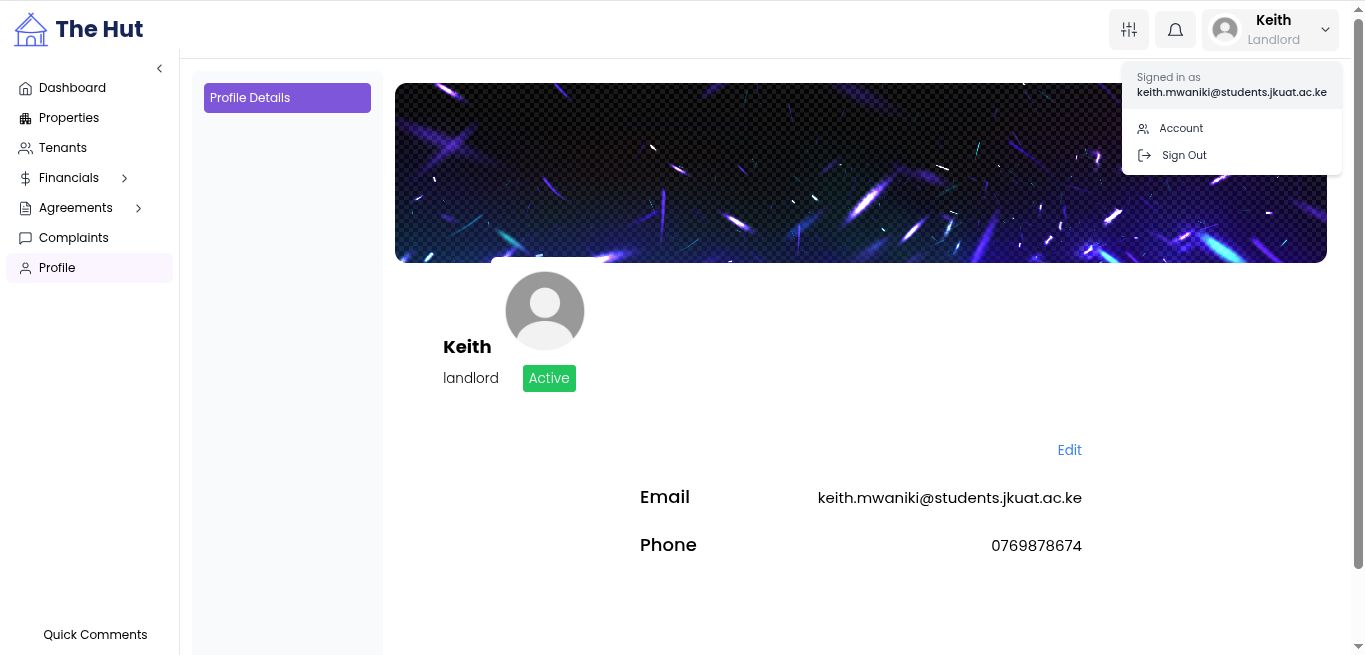 The Hut
Keith
Landlord
Signed in as
keith.mwaniki@students.jkuat.ac.ke
Account
Sign Out
Dashboard
Properties
Tenants
Financials
Agreements
Complaints
Profile
Quick Comments
Profile Details
Keith
landlord
Active
Edit
Email keith.mwaniki@students.jkuat.ac.ke
Phone 0769878674